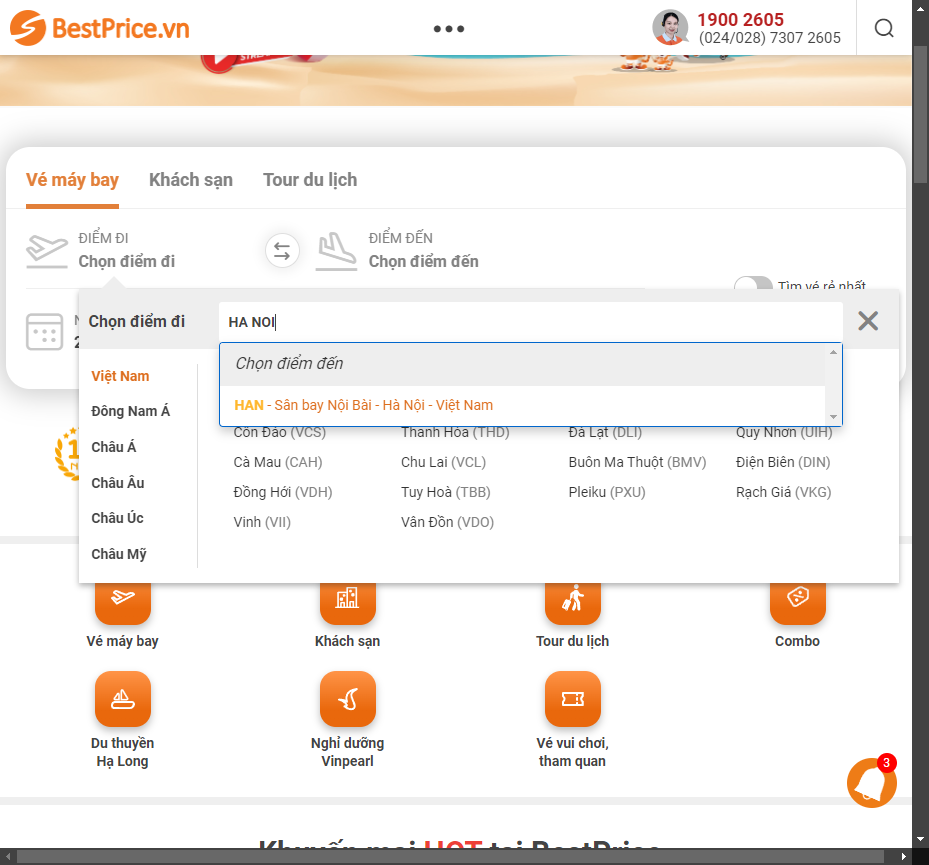 BestPrice.vn
1900 2605
(024/028) 7307 2605
Vé máy bay
Khách sạn
Tour du lịch
ĐIỂM ĐI
Chọn điểm đi
ĐIỂM ĐẾN
Chọn điểm đến
Tìm vé rẻ nhất
Chọn điểm đi
HA NOI
Chọn điểm đến
HAN - Sân bay Nội Bài - Hà Nội - Việt Nam
Việt Nam
Đông Nam Á
Châu Á
Châu Âu
Châu Úc
Châu Mỹ
Côn Đảo (VCS)
Thanh Hóa (THD)
Đà Lạt (DLI)
Quy Nhơn (UIH)
Cà Mau (CAH)
Chu Lai (VCL)
Buôn Ma Thuột (BMV)
Điện Biên (DIN)
Đồng Hới (VDH)
Tuy Hoà (TBB)
Pleiku (PXU)
Rạch Giá (VKG)
Vinh (VII)
Vân Đồn (VDO)
Vé máy bay
Khách sạn
Tour du lịch
Combo
Du thuyền
Hạ Long
Nghỉ dưỡng
Vinpearl
Vé vui chơi,
tham quan
3
Khuyến mại HOT tại BestPrice